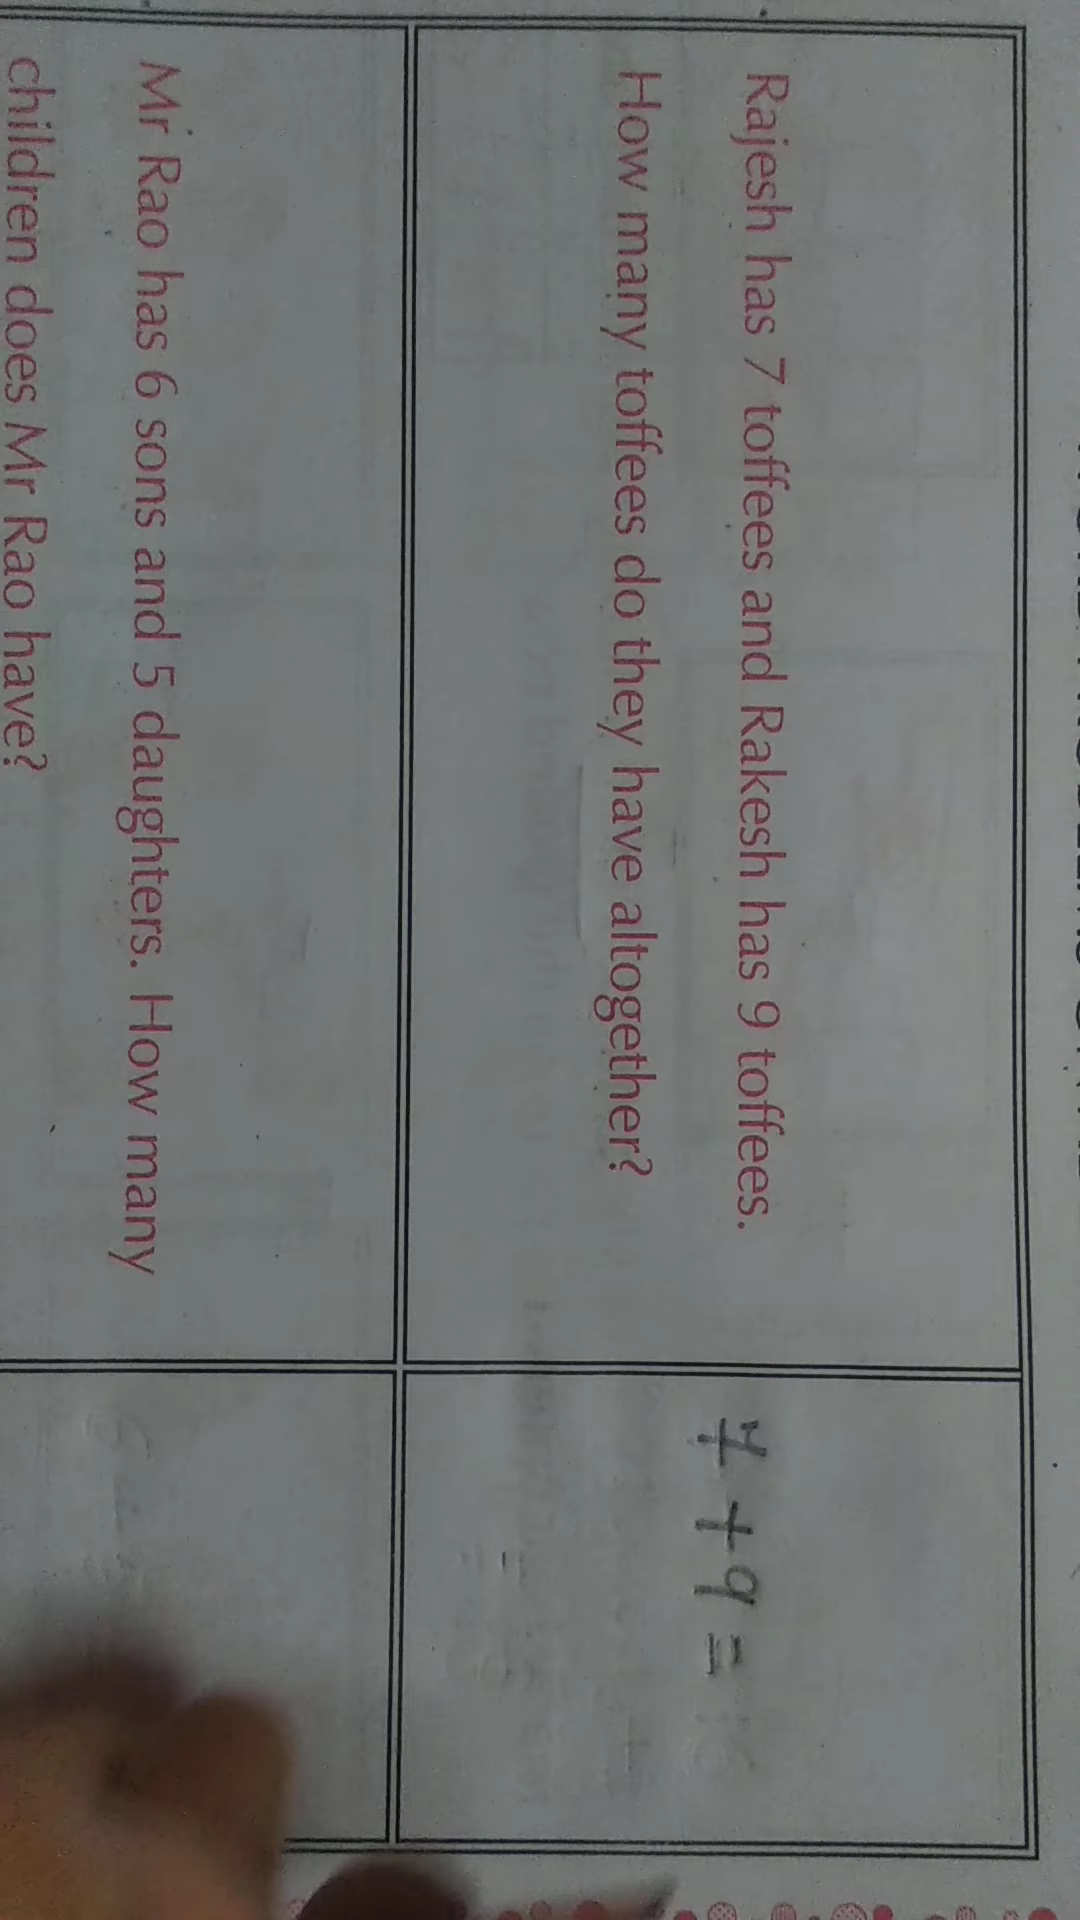 Rajesh has 7 toffees and Rakesh has 9 toffees.
How many toffees do they have altogether?
7 + 9 =
Mr Rao has 6 sons and 5 daughters. How many
children does Mr Rao have?